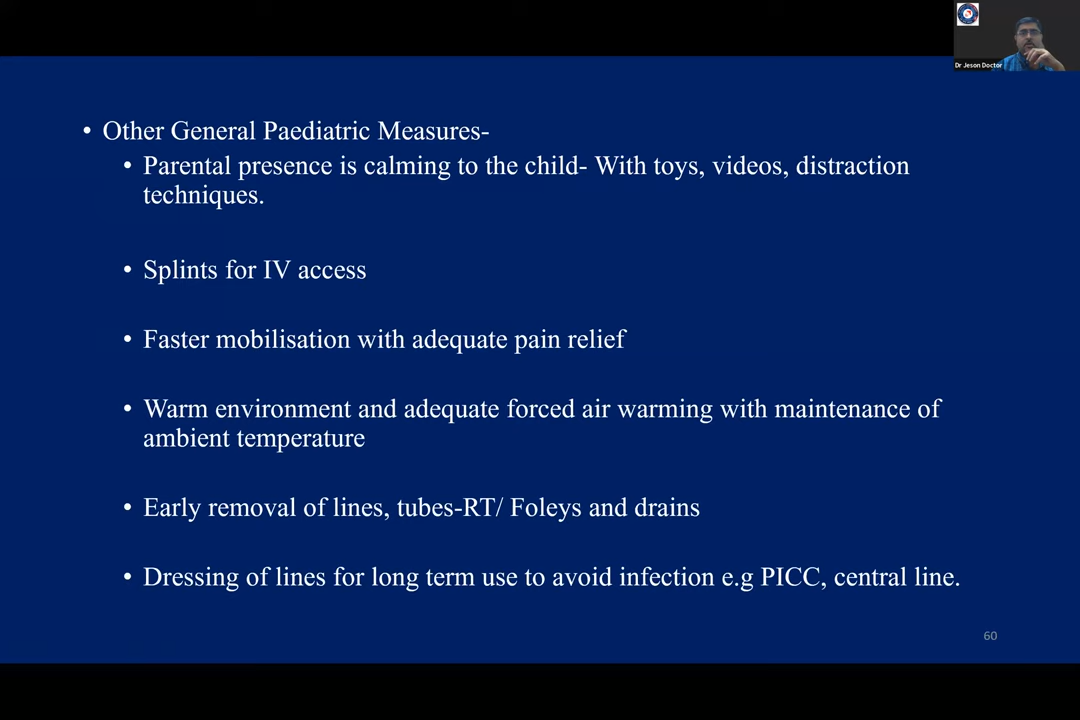 Dr Jeson Doctor
• Other General Paediatric Measures-
• Parental presence is calming to the child- With toys, videos, distraction
techniques.
• Splints for IV access
• Faster mobilisation with adequate pain relief
• Warm environment and adequate forced air warming with maintenance of
ambient temperature
• Early removal of lines, tubes-RT/ Foleys and drains
• Dressing of lines for long term use to avoid infection e.g PICC, central line.
60